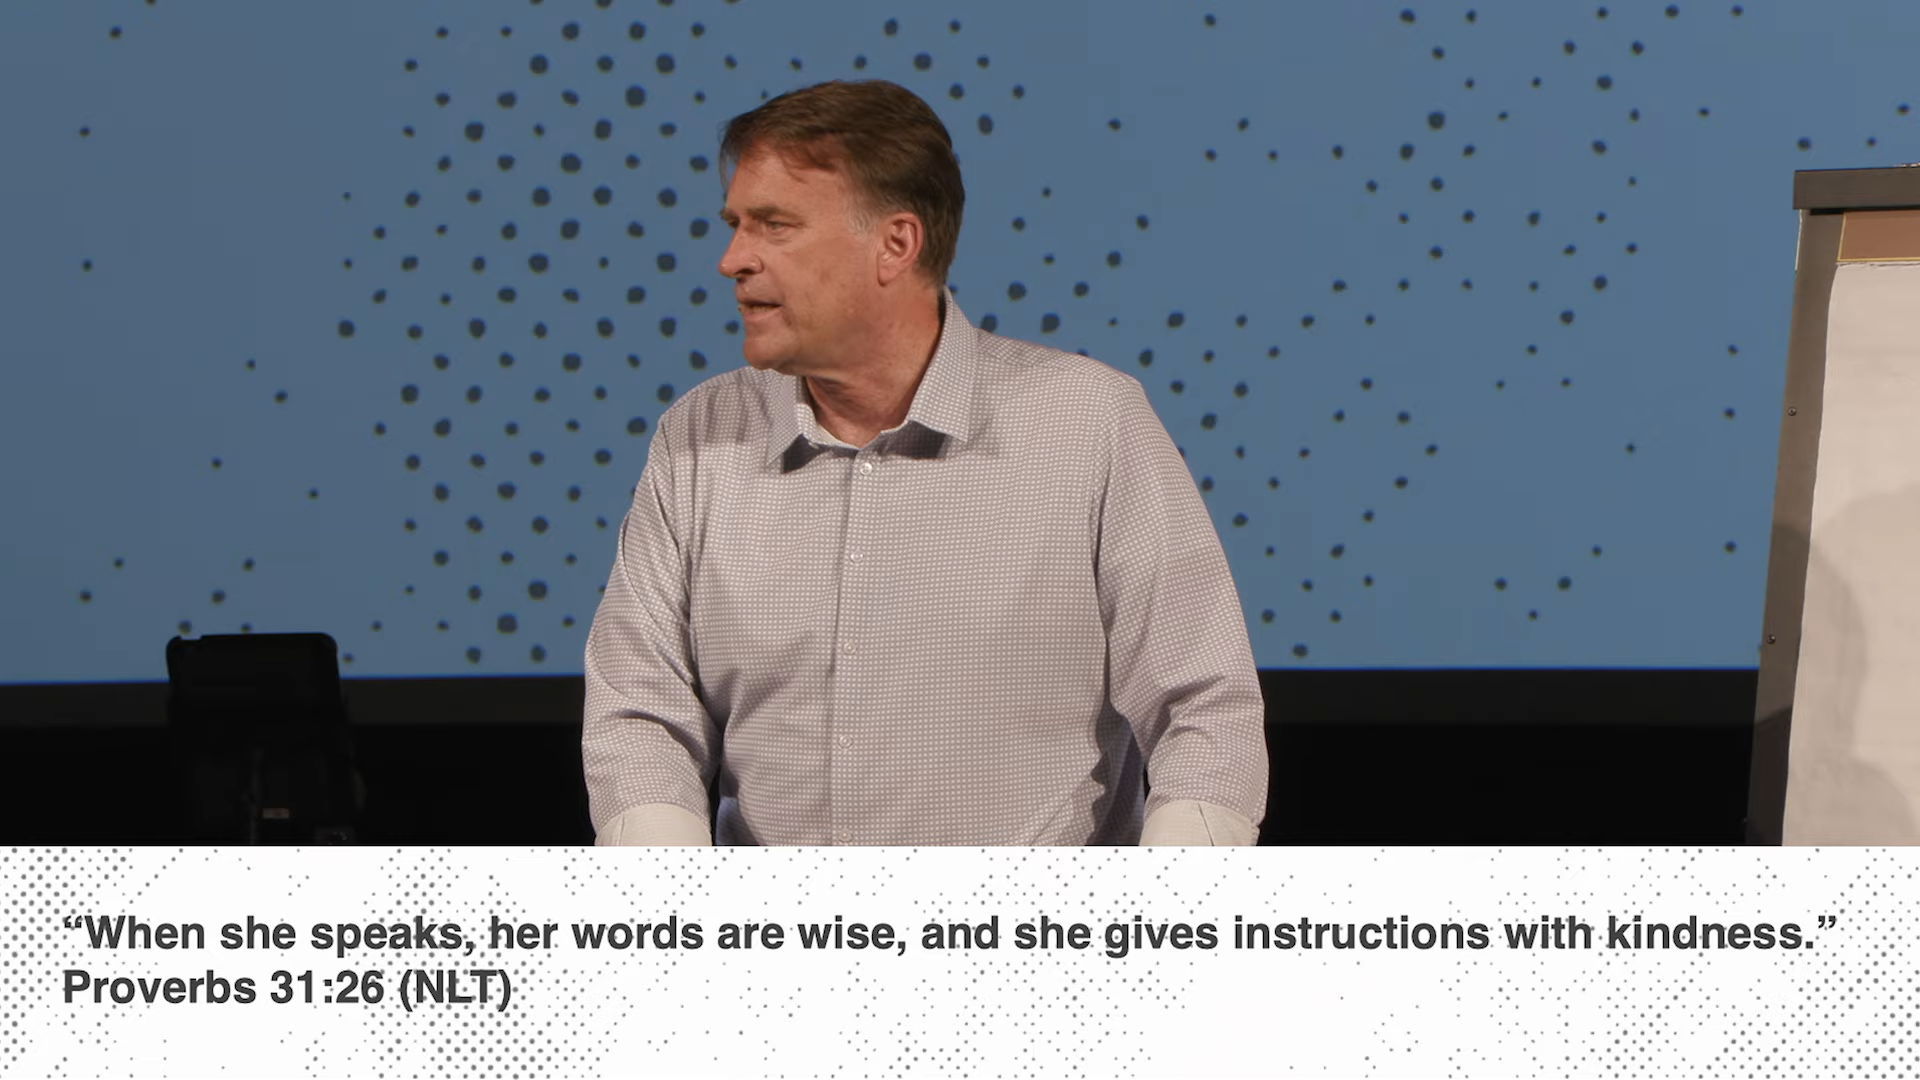 “When she speaks, her words are wise, and she gives instructions with kindness.”
Proverbs 31:26 (NLT)